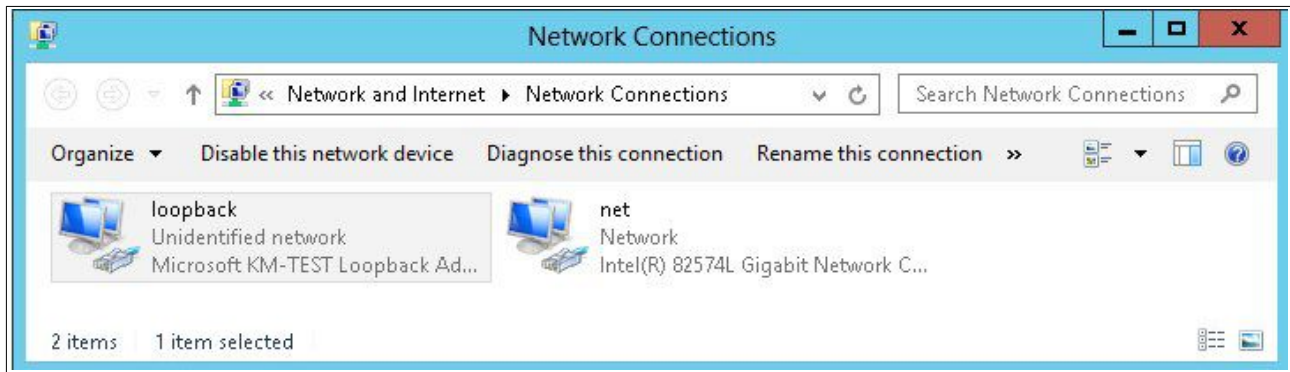 Network Connections
« Network and Internet ▸ Network Connections
Search Network Connections
Organize Disable this network device Diagnose this connection Rename this connection »
loopback
Unidentified network
Microsoft KM-TEST Loopback Ad...
net
Network
Intel(R) 82574L Gigabit Network C...
2 items 1 item selected